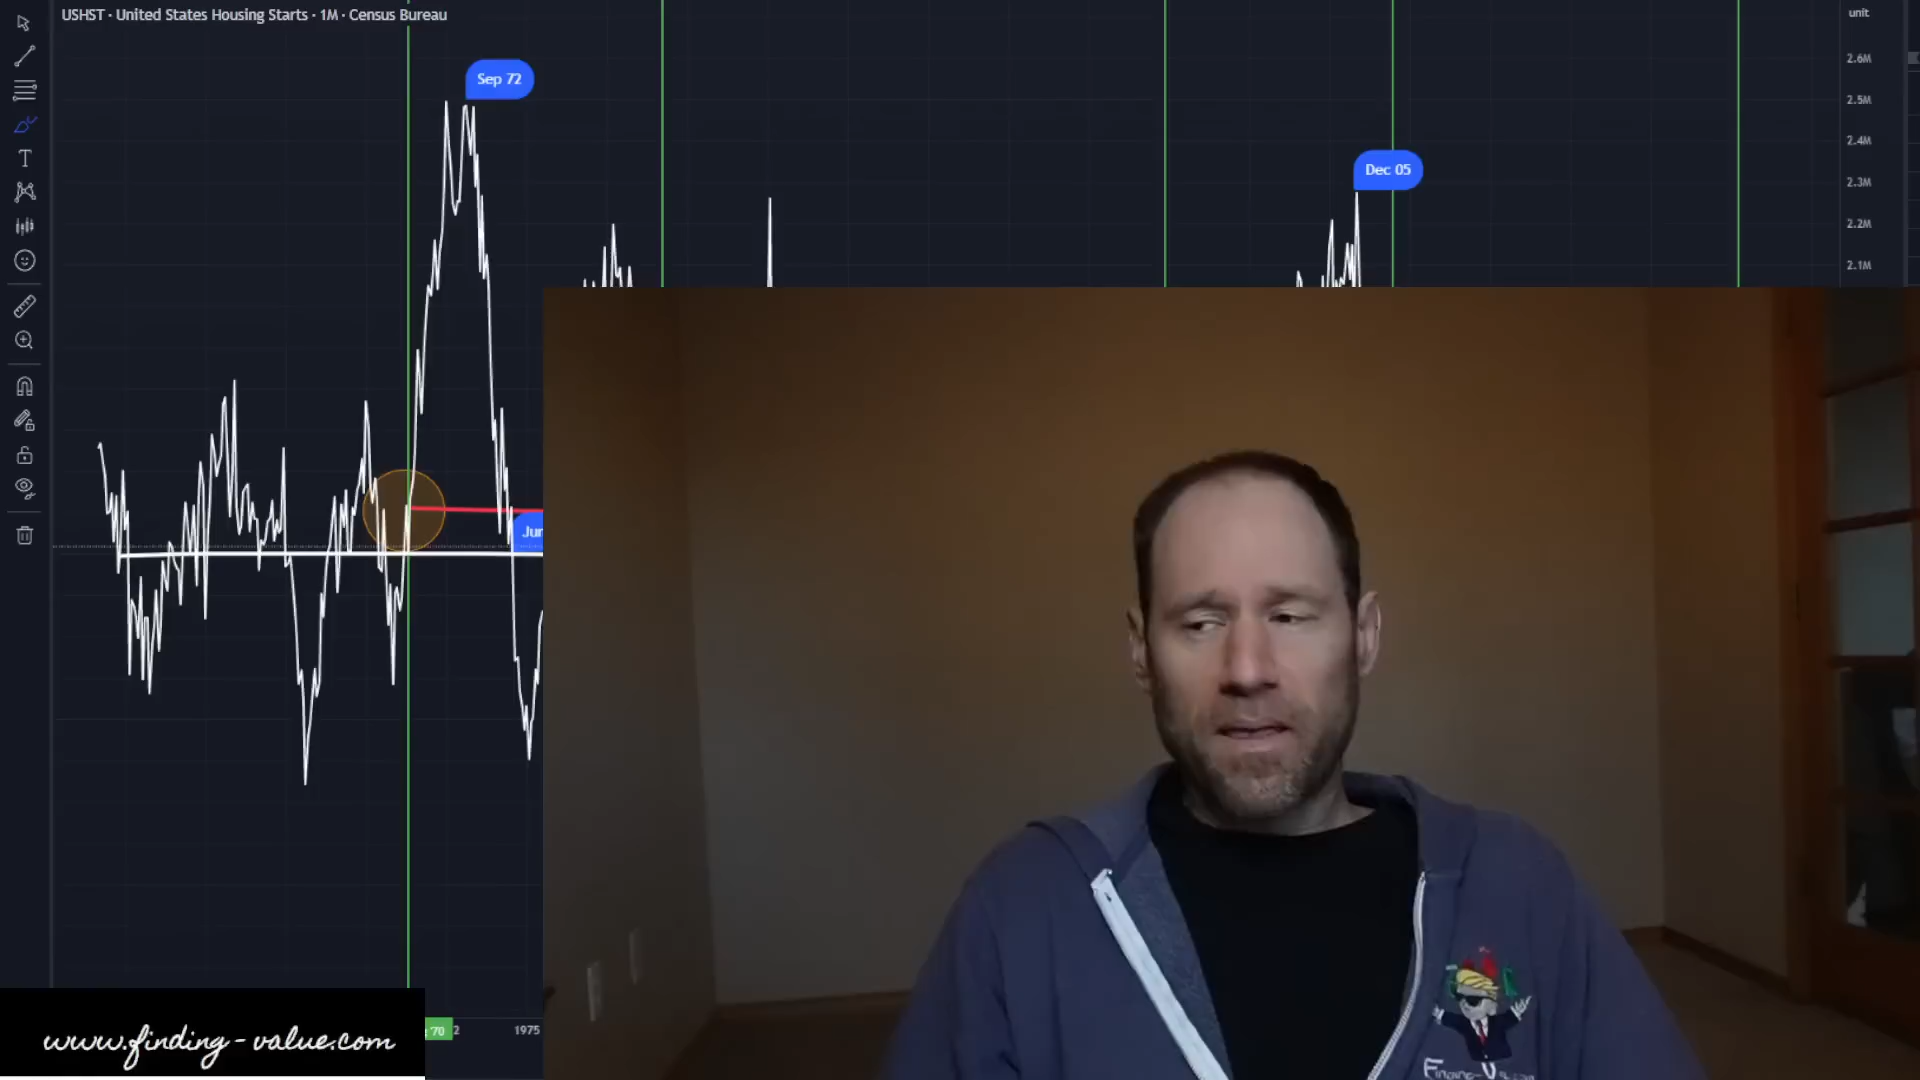 USHST · United States Housing Starts · 1M · Census Bureau
unit
2.6M
2.5M
2.4M
2.3M
2.2M
2.1M
Sep 72
Dec 05
Jun
'70
2
1975
www.finding-value.com